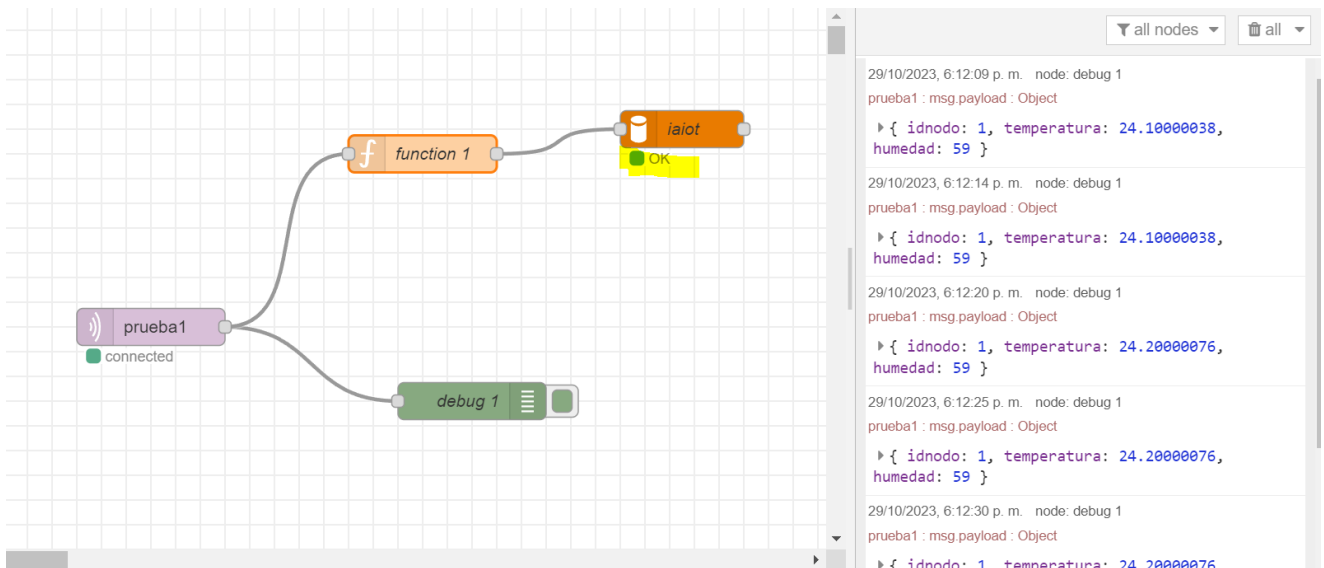 all nodes
all
function 1
iaiot
OK
prueba1
connected
debug 1
29/10/2023, 6:12:09 p. m. node: debug 1
prueba1 : msg.payload : Object
{ idnodo: 1, temperatura: 24.10000038,
humedad: 59 }
29/10/2023, 6:12:14 p. m. node: debug 1
prueba1 : msg.payload : Object
{ idnodo: 1, temperatura: 24.10000038,
humedad: 59 }
29/10/2023, 6:12:20 p. m. node: debug 1
prueba1 : msg.payload : Object
{ idnodo: 1, temperatura: 24.20000076,
humedad: 59 }
29/10/2023, 6:12:25 p. m. node: debug 1
prueba1 : msg.payload : Object
{ idnodo: 1, temperatura: 24.20000076,
humedad: 59 }
29/10/2023, 6:12:30 p. m. node: debug 1
prueba1 : msg.payload : Object
{ idnodo: 1, temperatura: 24.20000076